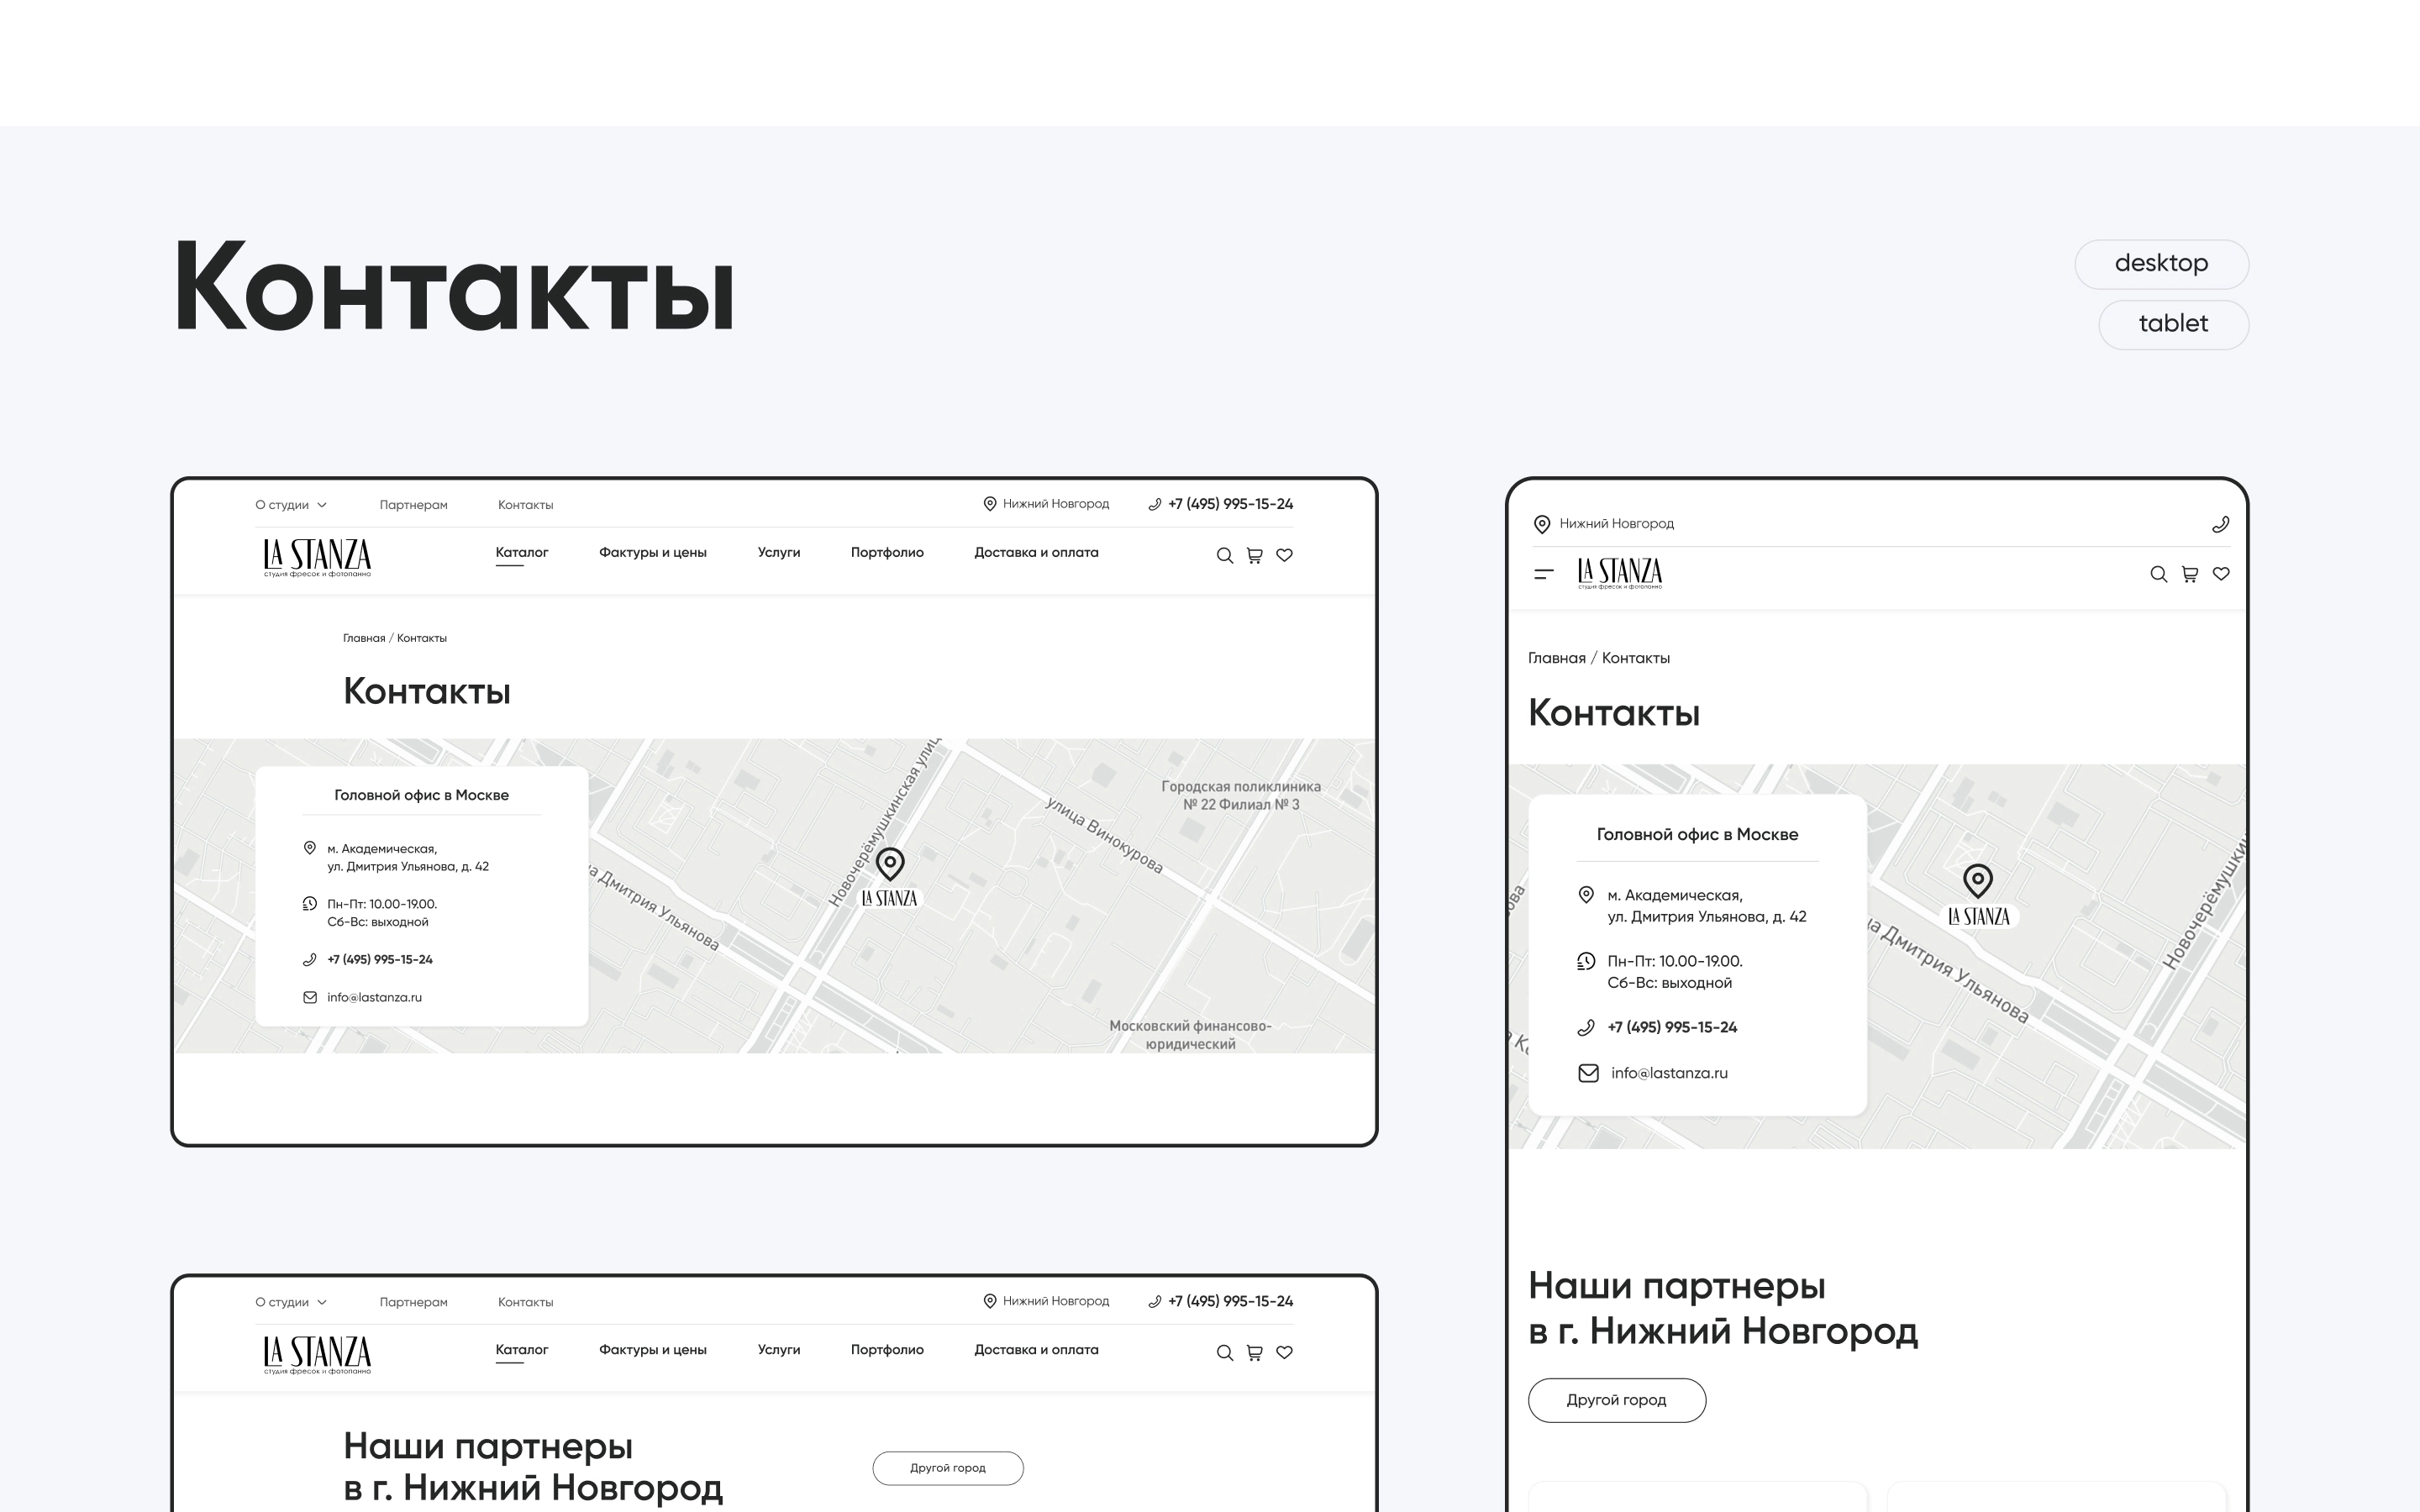 Контакты
desktop
tablet
О студии
Партнерам
Контакты
Нижний Новгород
+7 (495) 995-15-24
LA STANZA
студия фресок и фотопанно
Каталог
Фактуры и цены
Услуги
Портфолио
Доставка и оплата
Главная / Контакты
Контакты
Головной офис в Москве
м. Академическая,
ул. Дмитрия Ульянова, д. 42
Пн-Пт: 10.00-19.00.
Сб-Вс: выходной
+7 (495) 995-15-24
info@lastanza.ru
Дмитрия Ульянова
Новочерёмушкинская
LA STANZA
улица Винокурова
Городская поликлиника
№ 22 Филиал № 3
Московский финансово-
юридический
О студии
Партнерам
Контакты
Нижний Новгород
+7 (495) 995-15-24
LA STANZA
студия фресок и фотопанно
Каталог
Фактуры и цены
Услуги
Портфолио
Доставка и оплата
Наши партнеры
в г. Нижний Новгород
Другой город
Нижний Новгород
LA STANZA
студия фресок и фотопанно
Главная / Контакты
Контакты
Головной офис в Москве
м. Академическая,
ул. Дмитрия Ульянова, д. 42
Пн-Пт: 10.00-19.00.
Сб-Вс: выходной
+7 (495) 995-15-24
info@lastanza.ru
LA STANZA
Дмитрия Ульянова
Наши партнеры
в г. Нижний Новгород
Другой город